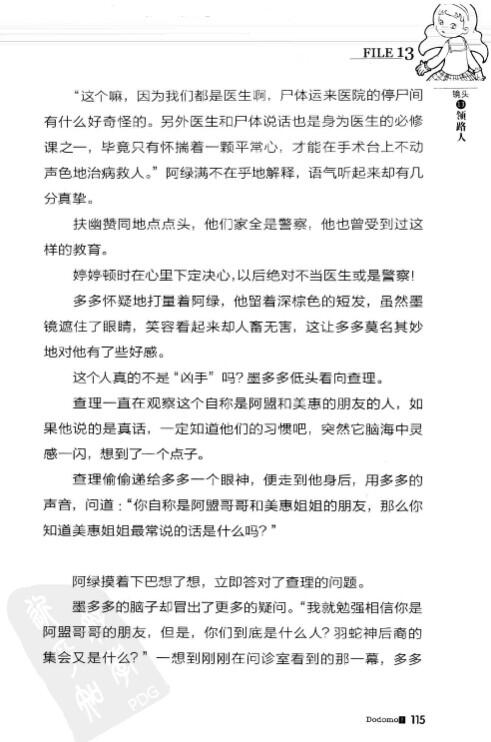 FILE 13
镜头
13
领路人
“这个嘛，因为我们都是医生啊，尸体运来医院的停尸间
有什么好奇怪的。另外医生和尸体说话也是身为医生的必修
课之一，毕竟只有怀揣着一颗平常心，才能在手术台上不动
声色地治病救人。”阿绿满不在乎地解释，语气听起来却有几
分真挚。
扶幽赞同地点点头，他们家全是警察，他也曾受到过这
样的教育。
婷婷顿时在心里下定决心，以后绝对不当医生或是警察！
多多怀疑地打量着阿绿，他留着深棕色的短发，虽然墨
镜遮住了眼睛，笑容看起来却人畜无害，这让多多莫名其妙
地对他有了些好感。
这个人真的不是“凶手”吗？墨多多低头看向查理。
查理一直在观察这个自称是阿盟和美惠的朋友的人，如
果他说的是真话，一定知道他们的习惯吧，突然它脑海中灵
感一闪，想到了一个点子。
查理偷偷递给多多一个眼神，便走到他身后，用多多的
声音，问道：“你自称是阿盟哥哥和美惠姐姐的朋友，那么你
知道美惠姐姐最常说的话是什么吗？”
阿绿摸着下巴想了想，立即答对了查理的问题。
墨多多的脑子却冒出了更多的疑问。“我就勉强相信你是
阿盟哥哥的朋友，但是，你们到底是什么人？羽蛇神后裔的
集会又是什么？”一想到刚刚在问诊室看到的那一幕，多多
PDG
Dodomo 115